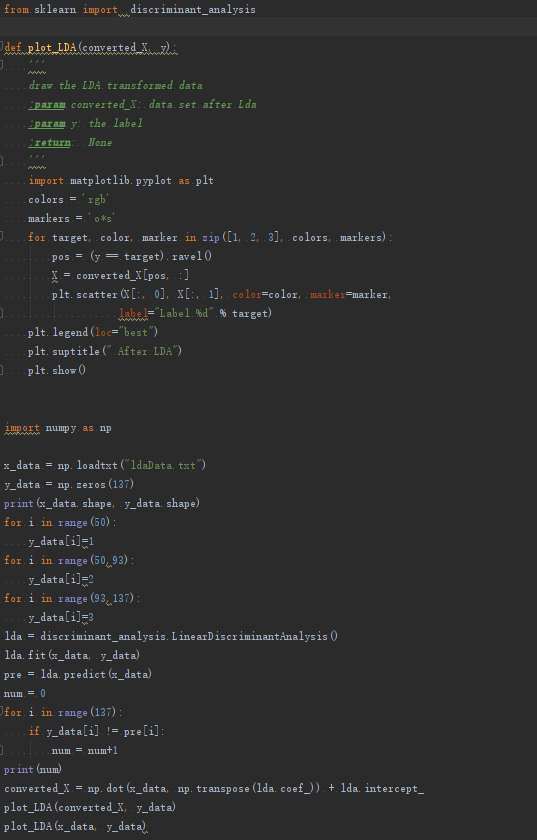 from sklearn import  discriminant_analysis
def plot_LDA(converted_X, y):
    '''
    draw the LDA transformed data
    :param converted_X: data set after Lda
    :param y: the label
    :return:  None
    '''
    import matplotlib.pyplot as plt
    colors = 'rgb'
    markers = 'o*s'
    for target, color, marker in zip([1, 2, 3], colors, markers):
        pos = (y == target).ravel()
        X = converted_X[pos, :]
        plt.scatter(X[:, 0], X[:, 1], color=color, marker=marker,
                    label="Label %d" % target)
    plt.legend(loc="best")
    plt.suptitle(" After LDA")
    plt.show()
import numpy as np
x_data = np.loadtxt("ldaData.txt")
y_data = np.zeros(137)
print(x_data.shape, y_data.shape)
for i in range(50):
    y_data[i]=1
for i in range(50,93):
    y_data[i]=2
for i in range(93,137):
    y_data[i]=3
lda = discriminant_analysis.LinearDiscriminantAnalysis()
lda.fit(x_data, y_data)
pre = lda.predict(x_data)
num = 0
for i in range(137):
    if y_data[i] != pre[i]:
        num = num+1
print(num)
converted_X = np.dot(x_data, np.transpose(lda.coef_)) + lda.intercept_
plot_LDA(converted_X, y_data)
plot_LDA(x_data, y_data)